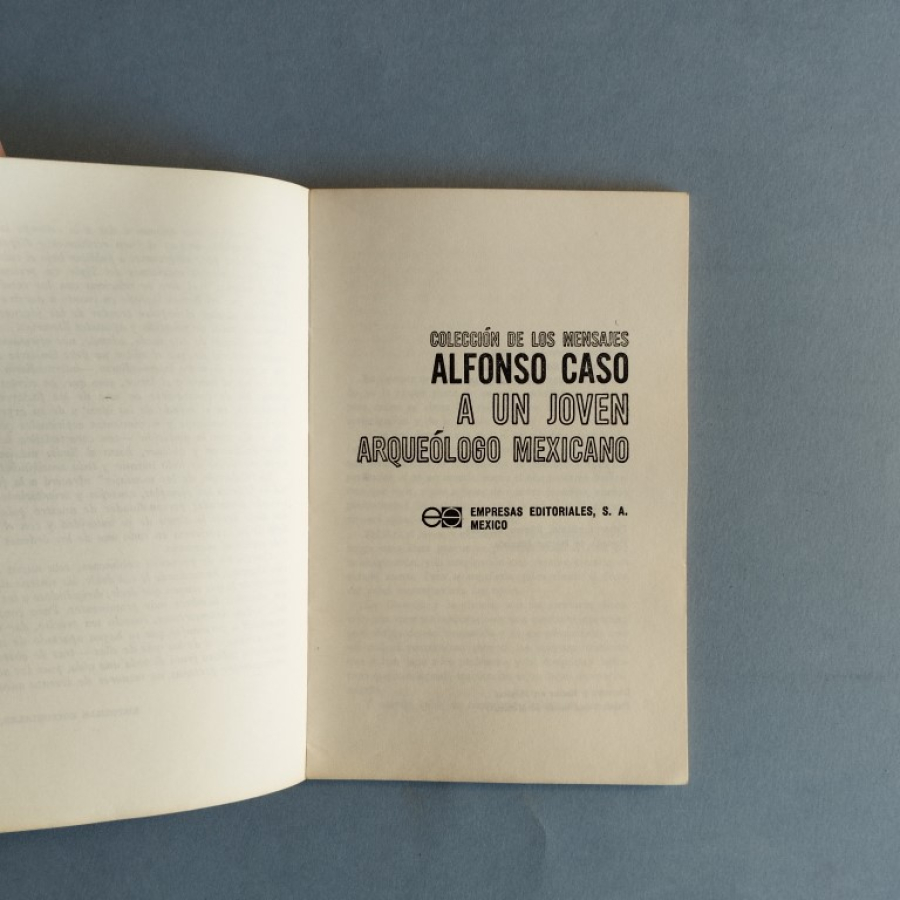 COLECCIÓN DE LOS MENSAJES
ALFONSO CASO
A UN JOVEN
ARQUEÓLOGO MEXICANO
EMPRESAS EDITORIALES, S. A.
MEXICO